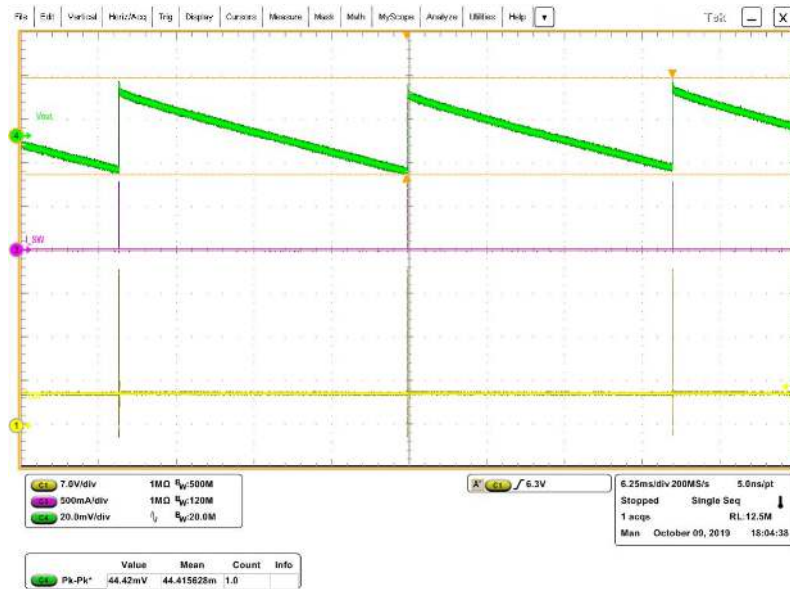 File Edit Vertical Horiz/Acq Trig Display Cursors Measure Mask Math MyScope Analyze Utilities Help Tek X
Vout
4
I_SW
3
1
C1 7.0V/div 1MΩ BW:500M
C3 500mA/div 1MΩ BW:120M
C4 20.0mV/div BW:20.0M
A' C1 6.3V
6.25ms/div 200MS/s 5.0ns/pt
Stopped Single Seq
1 acqs RL:12.5M
Man October 09, 2019 18:04:38
Value Mean Count Info
C4 Pk-Pk* 44.42mV 44.415628m 1.0